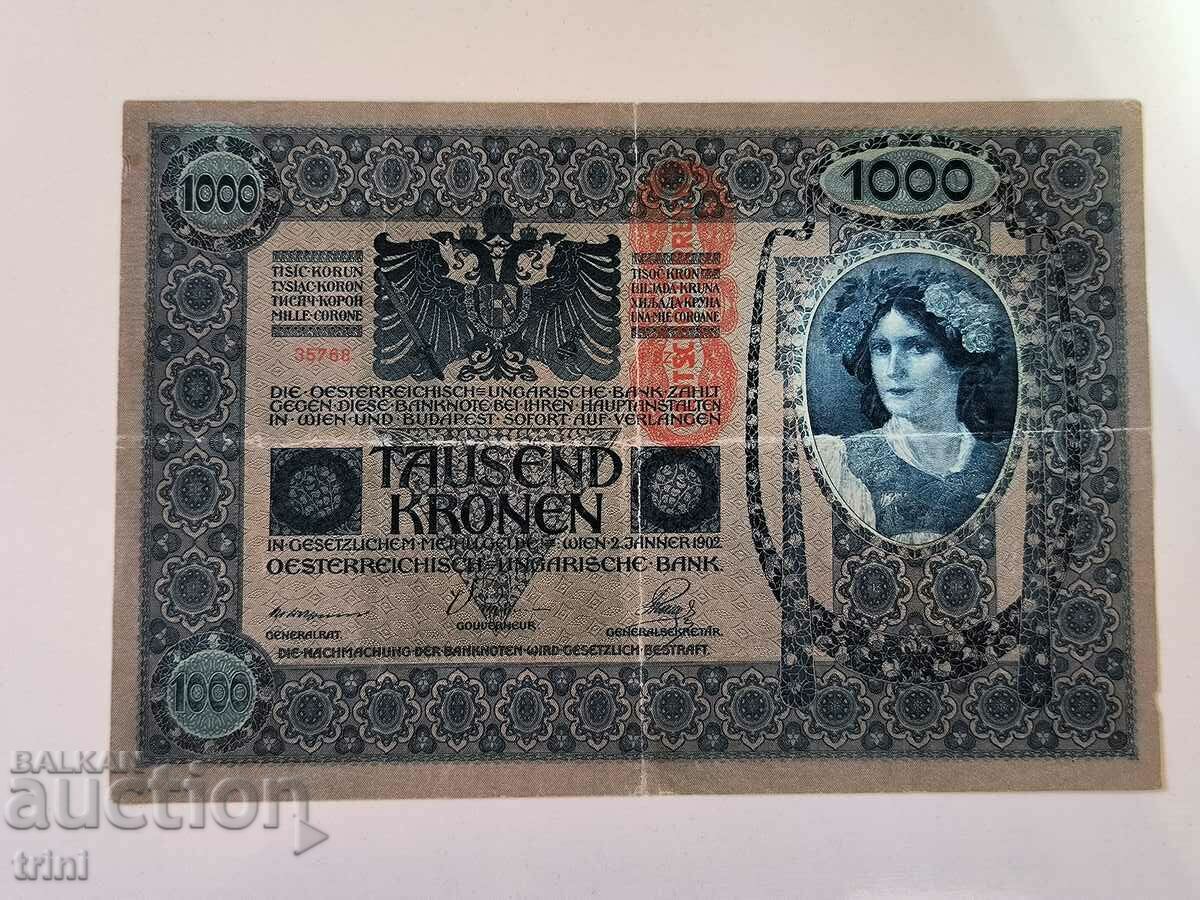 1000
1000
TISÍC·KORUN
TYSIĄC·KORON
ТИСЯЧ·КОРОН
MILLE·CORONE
TISOČ·KRON
HILJADA·KRUNA
ХИЉАДА·КРУНА
UNA·MIE·COROANE
35768
DIE·OESTERREICHISCH=UNGARISCHE·BANK·ZAHLT
GEGEN·DIESE·BANKNOTE·BEI·IHREN·HAUPTANSTALTEN
IN·WIEN·UND·BUDAPEST·SOFORT·AUF·VERLANGEN
TAUSEND
KRONEN
IN·GESETZLICHEM·METALLGELDE=WIEN·2.JÄNNER·1902
OESTERREICHISCH=UNGARISCHE·BANK.
GENERALRAT.
GOUVERNEUR.
GENERALSEKRETÄR.
DIE·NACHMACHUNG·DER·BANKNOTEN·WIRD·GESETZLICH·BESTRAFT.
1000
BALKAN
auction
trini